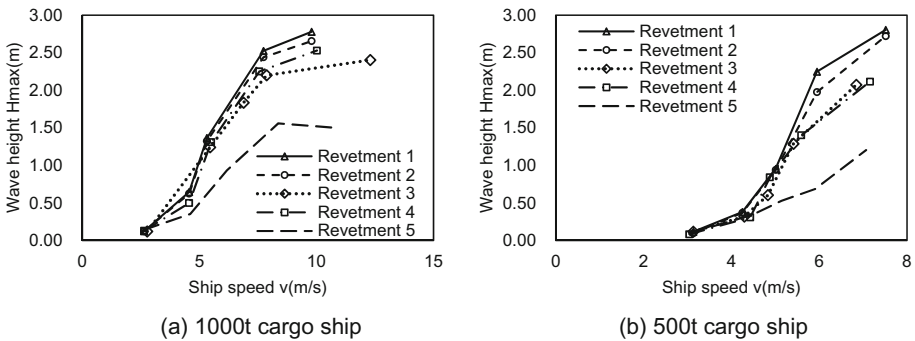 3.00
2.50
2.00
1.50
1.00
0.50
0.00
Wave height Hmax(m)
Revetment 1
Revetment 2
Revetment 3
Revetment 4
Revetment 5
0 5 10 15
Ship speed v(m/s)
(a) 1000t cargo ship
3.00
2.50
2.00
1.50
1.00
0.50
0.00
Wave height Hmax(m)
Revetment 1
Revetment 2
Revetment 3
Revetment 4
Revetment 5
0 2 4 6 8
Ship speed v(m/s)
(b) 500t cargo ship